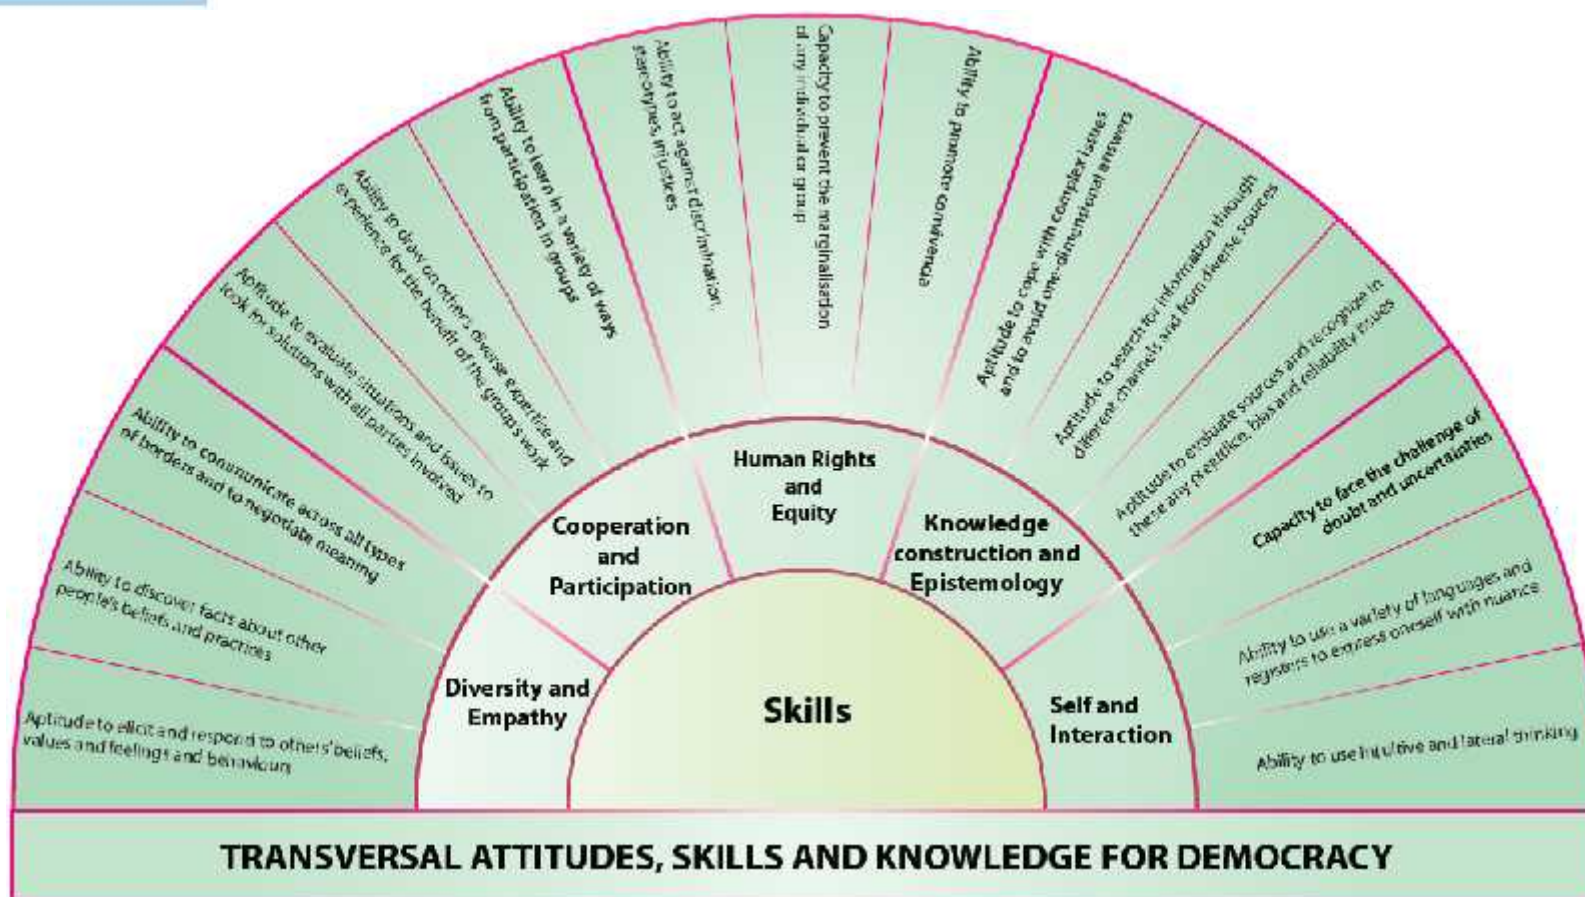 Aptitude to elicit and respond to others' beliefs,
values and feelings and behaviours
Ability to discover facts about other
people's beliefs and practices
Ability to communicate across all types
of borders and to negotiate meaning
Aptitude to evaluate situations and issues to
look for solutions with all parties involved
Ability to draw on others' diverse expertise and
experience for the benefit of the group's work
Ability to learn in a variety of ways
from participation in groups
Ability to act against discrimination,
stereotypes, injustices
Capacity to prevent the marginalisation
of any individual or group
Ability to promote convivencia
Aptitude to cope with complex issues
and to avoid one-dimensional answers
Aptitude to search for information through
different channels and from diverse sources
Aptitude to evaluate sources and recognize in
these any prejudice, bias and reliability issues
Capacity to face the challenge of
doubt and uncertainties
Ability to use a variety of languages and
registers to express oneself with nuance
Ability to use intuitive and lateral thinking
Diversity and
Empathy
Cooperation
and
Participation
Human Rights
and
Equity
Knowledge
construction and
Epistemology
Self and
Interaction
Skills
TRANSVERSAL ATTITUDES, SKILLS AND KNOWLEDGE FOR DEMOCRACY